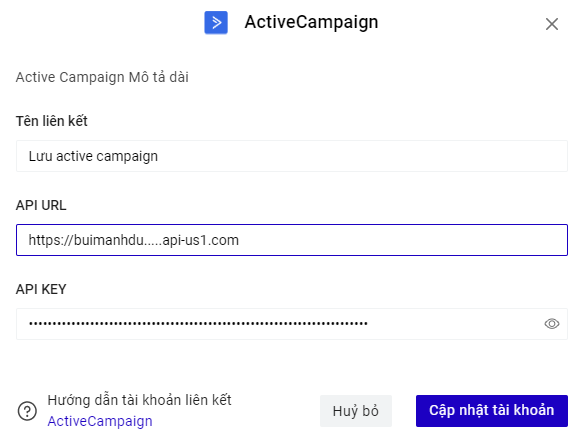 ActiveCampaign
Active Campaign Mô tả dài
Tên liên kết
Lưu active campaign
API URL
https://buimanhdu.....api-us1.com
API KEY
••••••••••••••••••••••••••••••••••••••••••••••••••••••••••••••••••••••••
Hướng dẫn tài khoản liên kết
ActiveCampaign
Huỷ bỏ
Cập nhật tài khoản